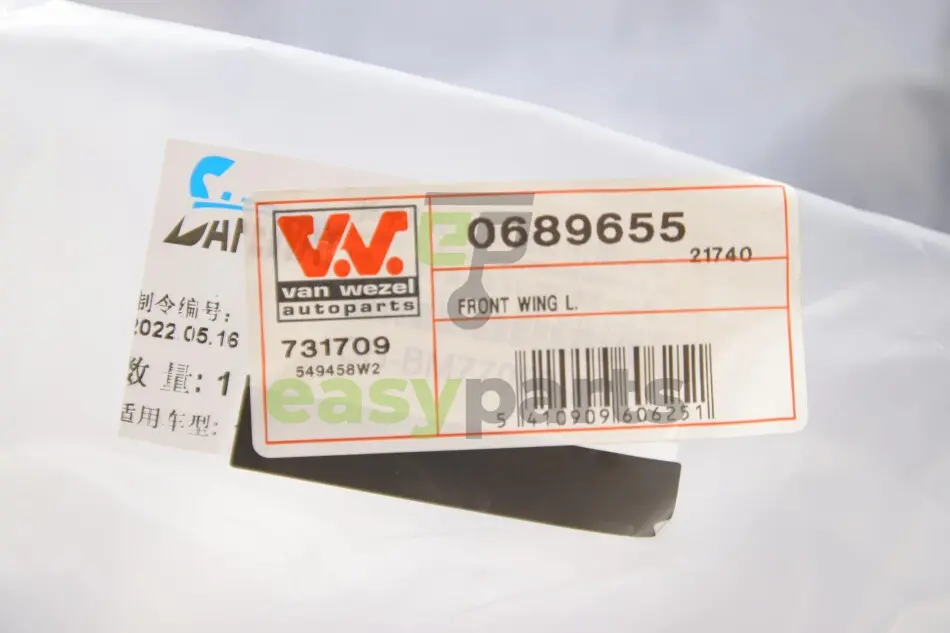 制令编号:
2022.05.16
数 量: 1
适用车型:
V.V.
van wezel
autoparts
731709
549458W2
0689655
21740
FRONT WING L.
5 410909 606251
easyparts